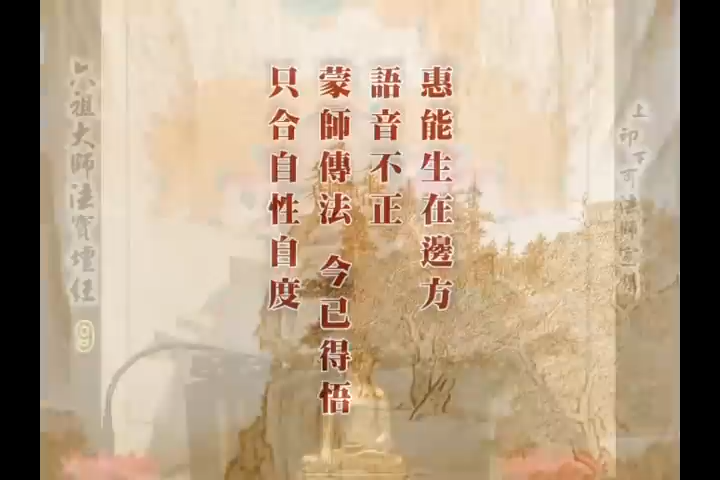 上印下可法師宣講
惠能生在邊方
語音不正
蒙師傳法 今已得悟
只合自性自度
六祖大師法寶壇經
9